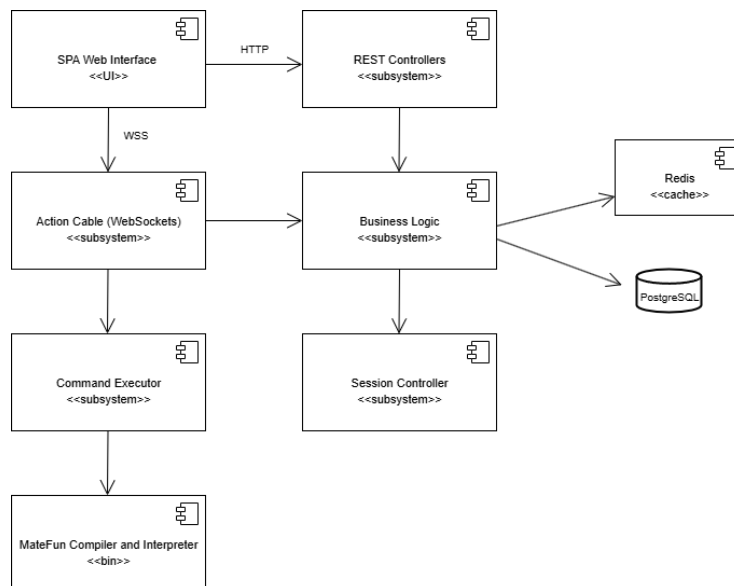 SPA Web Interface
<<UI>>
HTTP
REST Controllers
<<subsystem>>
WSS
Action Cable (WebSockets)
<<subsystem>>
Business Logic
<<subsystem>>
Redis
<<cache>>
PostgreSQL
Command Executor
<<subsystem>>
Session Controller
<<subsystem>>
MateFun Compiler and Interpreter
<<bin>>